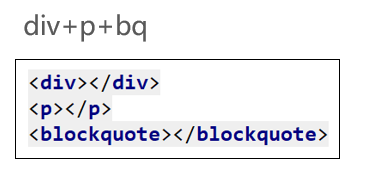 div+p+bq
<div></div>
<p></p>
<blockquote></blockquote>